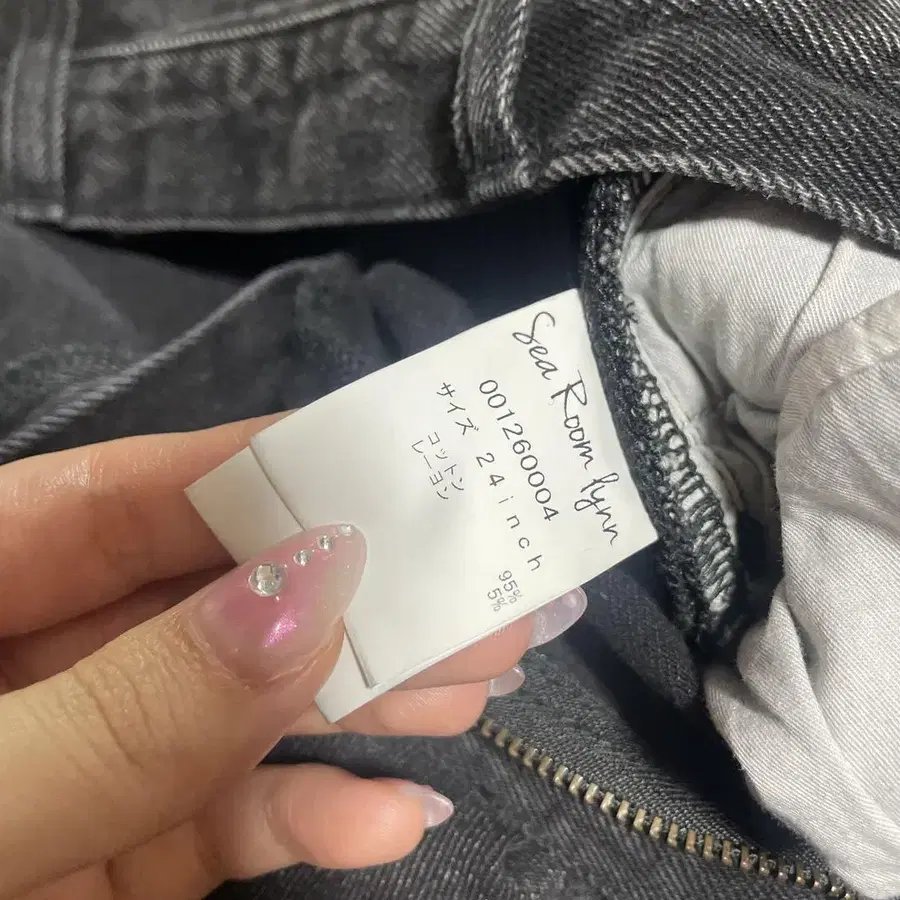 Sea Room lynn
001260004
サイズ 24inch
コットン 95%
レーヨン 5%